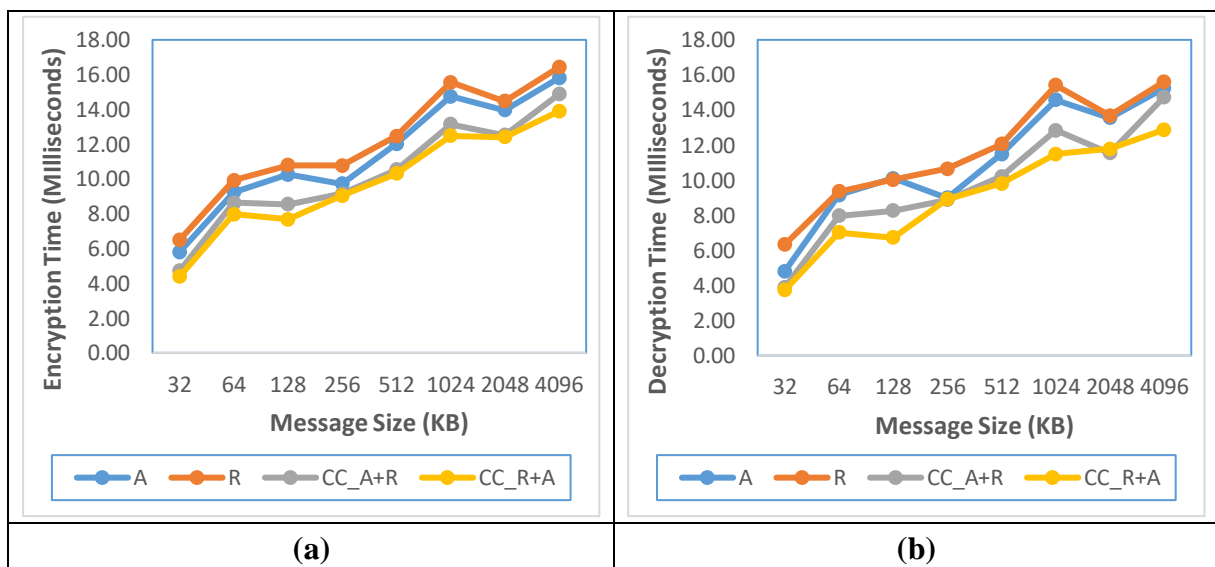 18.00
16.00
14.00
12.00
10.00
8.00
6.00
4.00
2.00
0.00
Encryption Time (MIlliseconds)
32 64 128 256 512 1024 2048 4096
Message Size (KB)
A R CC_A+R CC_R+A
(a)
18.00
16.00
14.00
12.00
10.00
8.00
6.00
4.00
2.00
0.00
Decryption Time (MIlliseconds)
32 64 128 256 512 1024 2048 4096
Message Size (KB)
A R CC_A+R CC_R+A
(b)